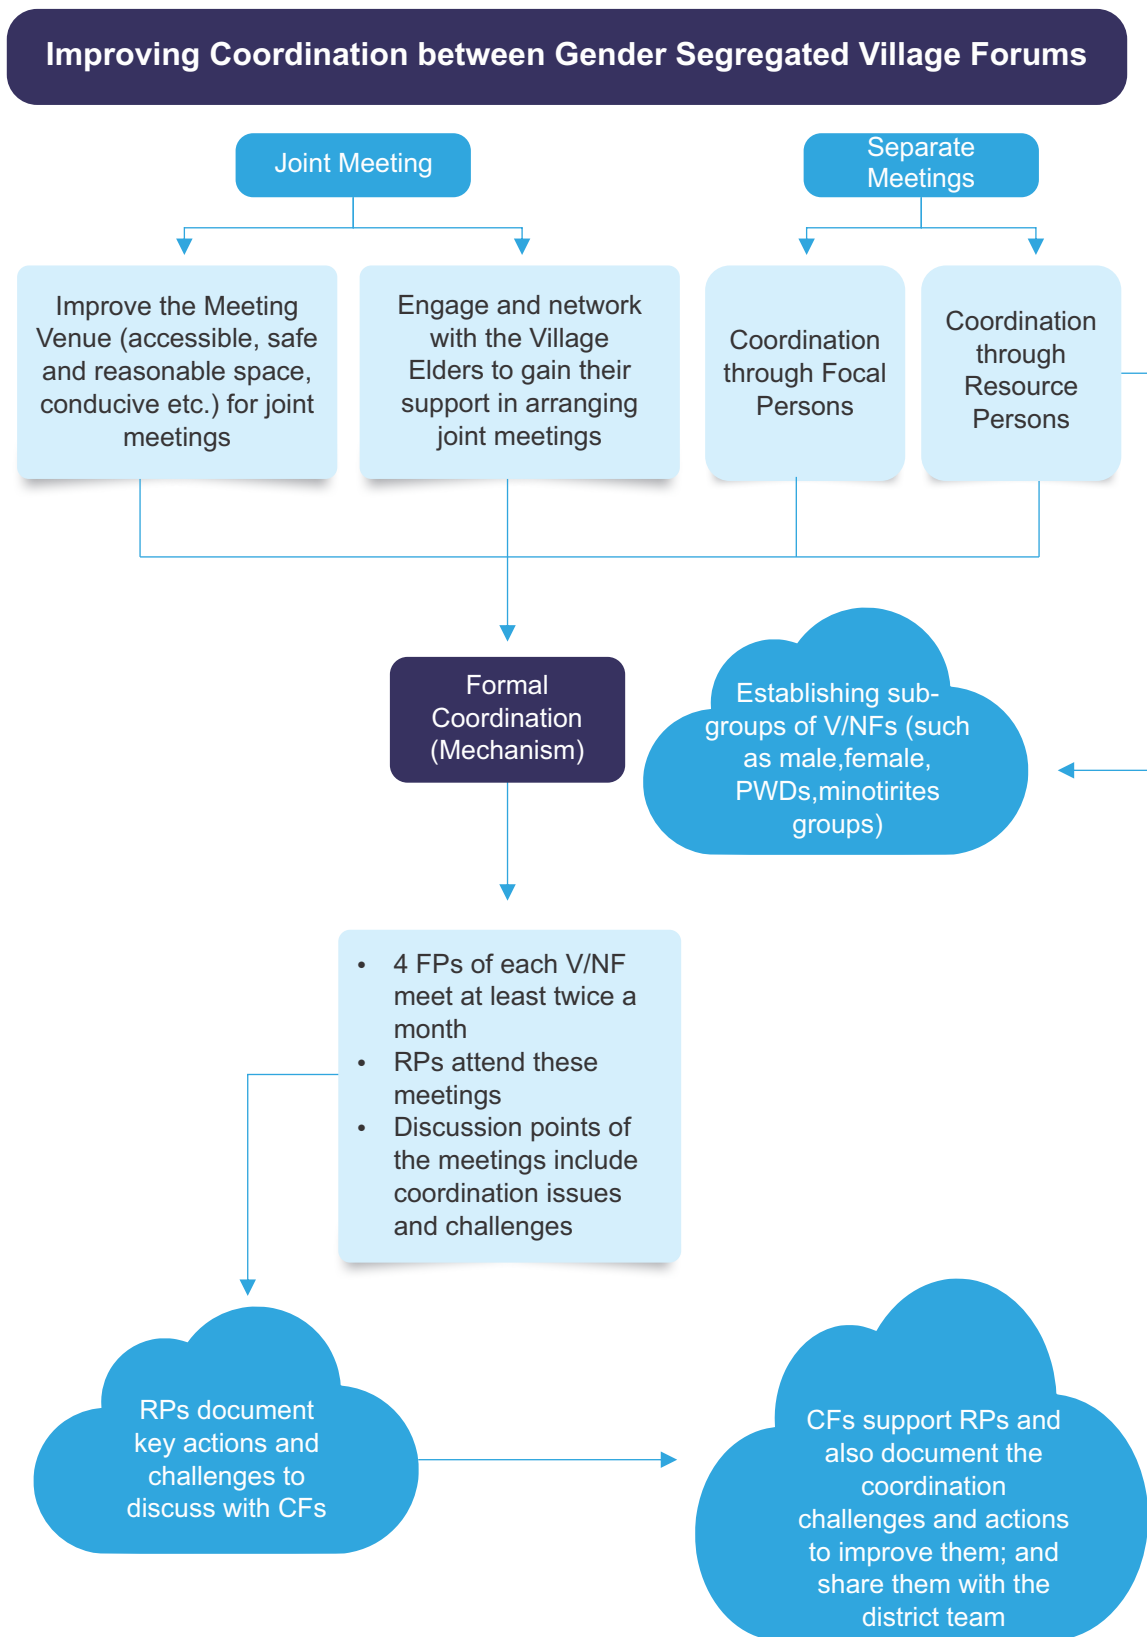 Improving Coordination between Gender Segregated Village Forums
Joint Meeting
Separate
Meetings
Improve the Meeting
Venue (accessible, safe
and reasonable space,
conducive etc.) for joint
meetings
Engage and network
with the Village
Elders to gain their
support in arranging
joint meetings
Coordination
through Focal
Persons
Coordination
through
Resource
Persons
Formal
Coordination
(Mechanism)
Establishing sub-
groups of V/NFs (such
as male,female,
PWDs,minotirites
groups)
• 4 FPs of each V/NF
meet at least twice a
month
• RPs attend these
meetings
• Discussion points of
the meetings include
coordination issues
and challenges
RPs document
key actions and
challenges to
discuss with CFs
CFs support RPs and
also document the
coordination
challenges and actions
to improve them; and
share them with the
district team